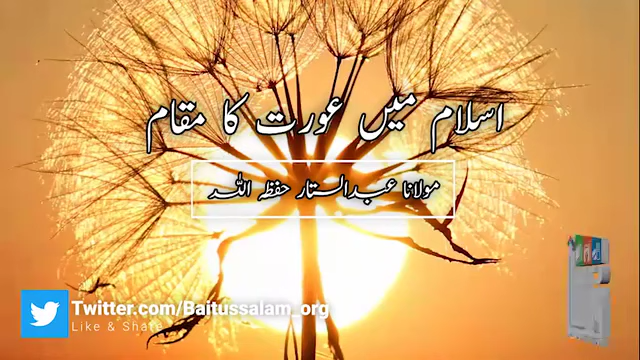 اسلام میں عورت کا مقام
مولانا عبدالستار حفظہ اللہ
Twitter.com/Baitussalam_org
Like & Share